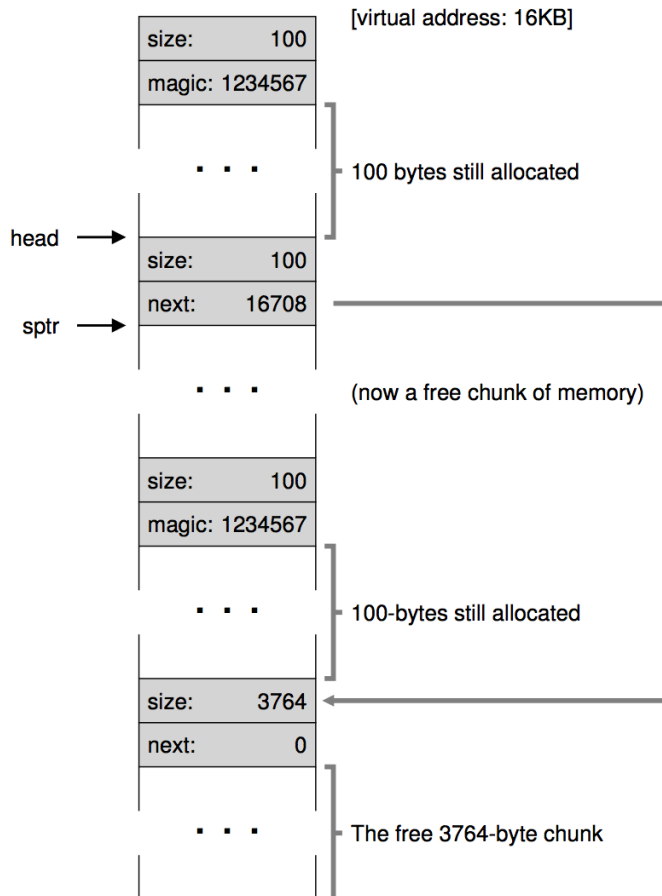 [virtual address: 16KB]
size: 100
magic: 1234567
. . .
100 bytes still allocated
head
size: 100
next: 16708
sptr
. . .
(now a free chunk of memory)
size: 100
magic: 1234567
. . .
100-bytes still allocated
size: 3764
next: 0
. . .
The free 3764-byte chunk